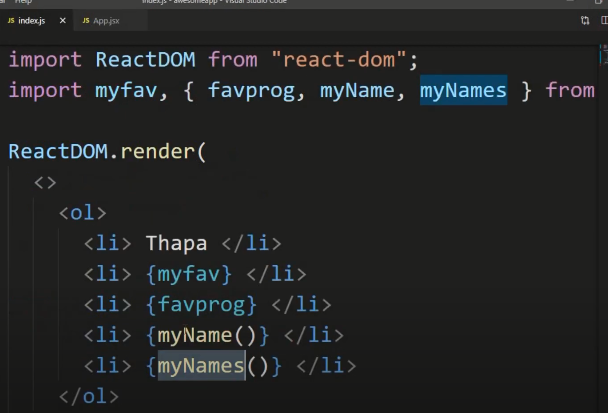 Help
index.js - awesomeapp - Visual Studio Code
JS index.js × JS App.jsx
import ReactDOM from "react-dom";
import myfav, { favprog, myName, myNames } from
ReactDOM.render(
<>
<ol>
<li> Thapa </li>
<li> {myfav} </li>
<li> {favprog} </li>
<li> {myName()} </li>
<li> {myNames()} </li>
</ol>